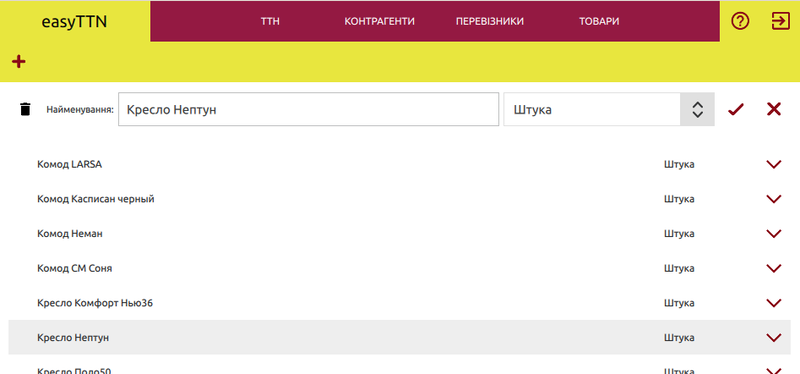 easyTTN ТТН КОНТРАГЕНТИ ПЕРЕВІЗНИКИ ТОВАРИ
Найменування: Кресло Нептун Штука
Комод LARSA Штука
Комод Касписан черный Штука
Комод Неман Штука
Комод СМ Соня Штука
Кресло Комфорт Нью36 Штука
Кресло Нептун Штука
Кресло Поло50 Штука